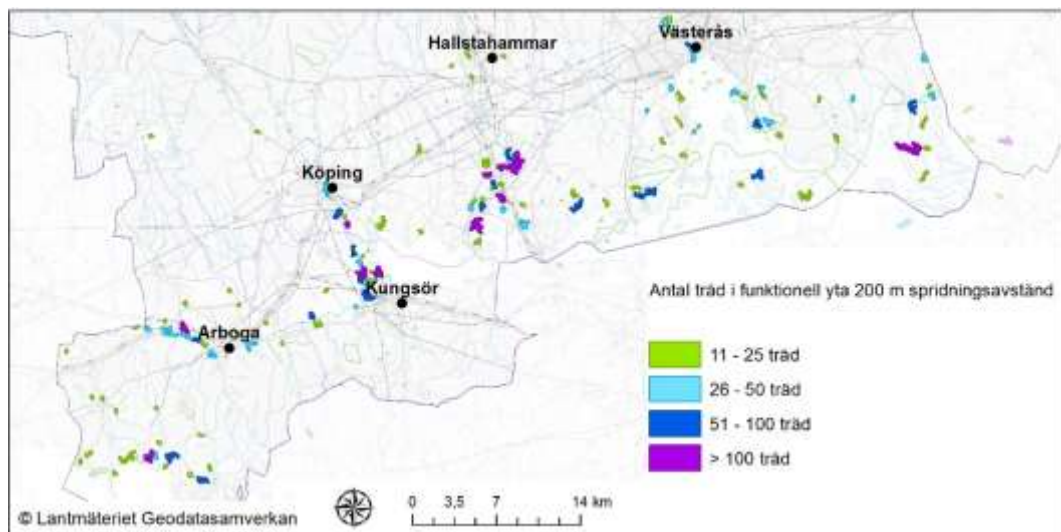 Västerås
Hallstahammar
Köping
Kungsör
Arboga
Antal träd i funktionell yta 200 m spridningsavstånd
11 - 25 träd
26 - 50 träd
51 - 100 träd
> 100 träd
© Lantmäteriet Geodatasamverkan
0 3,5 7 14 km